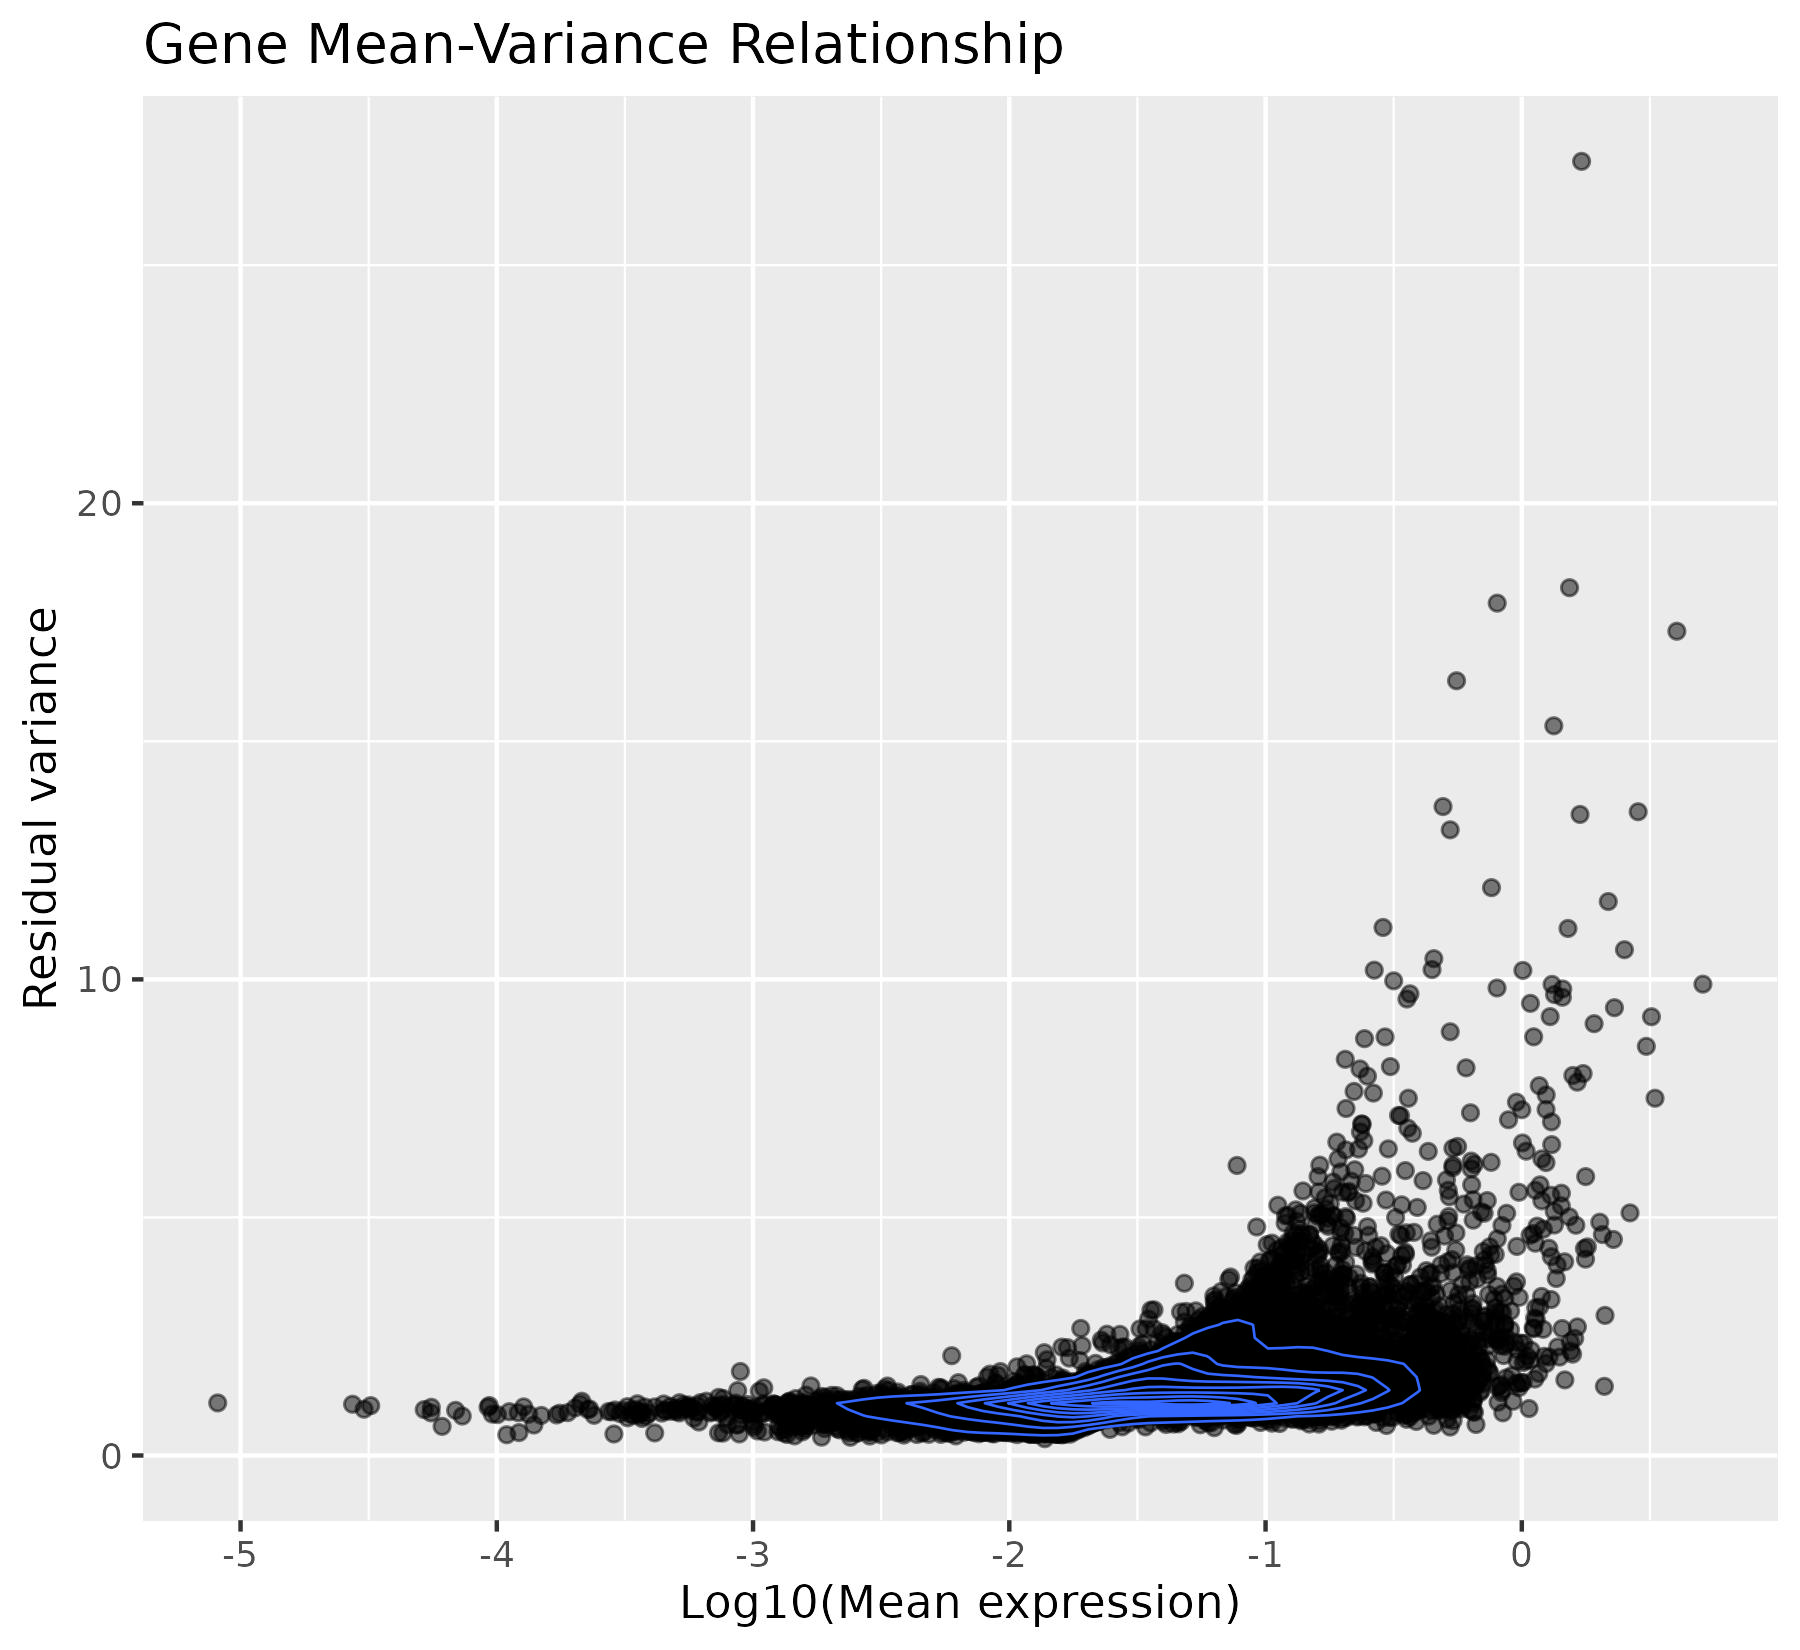 Gene Mean-Variance Relationship
Residual variance
20
10
0
-5 -4 -3 -2 -1 0
Log10(Mean expression)